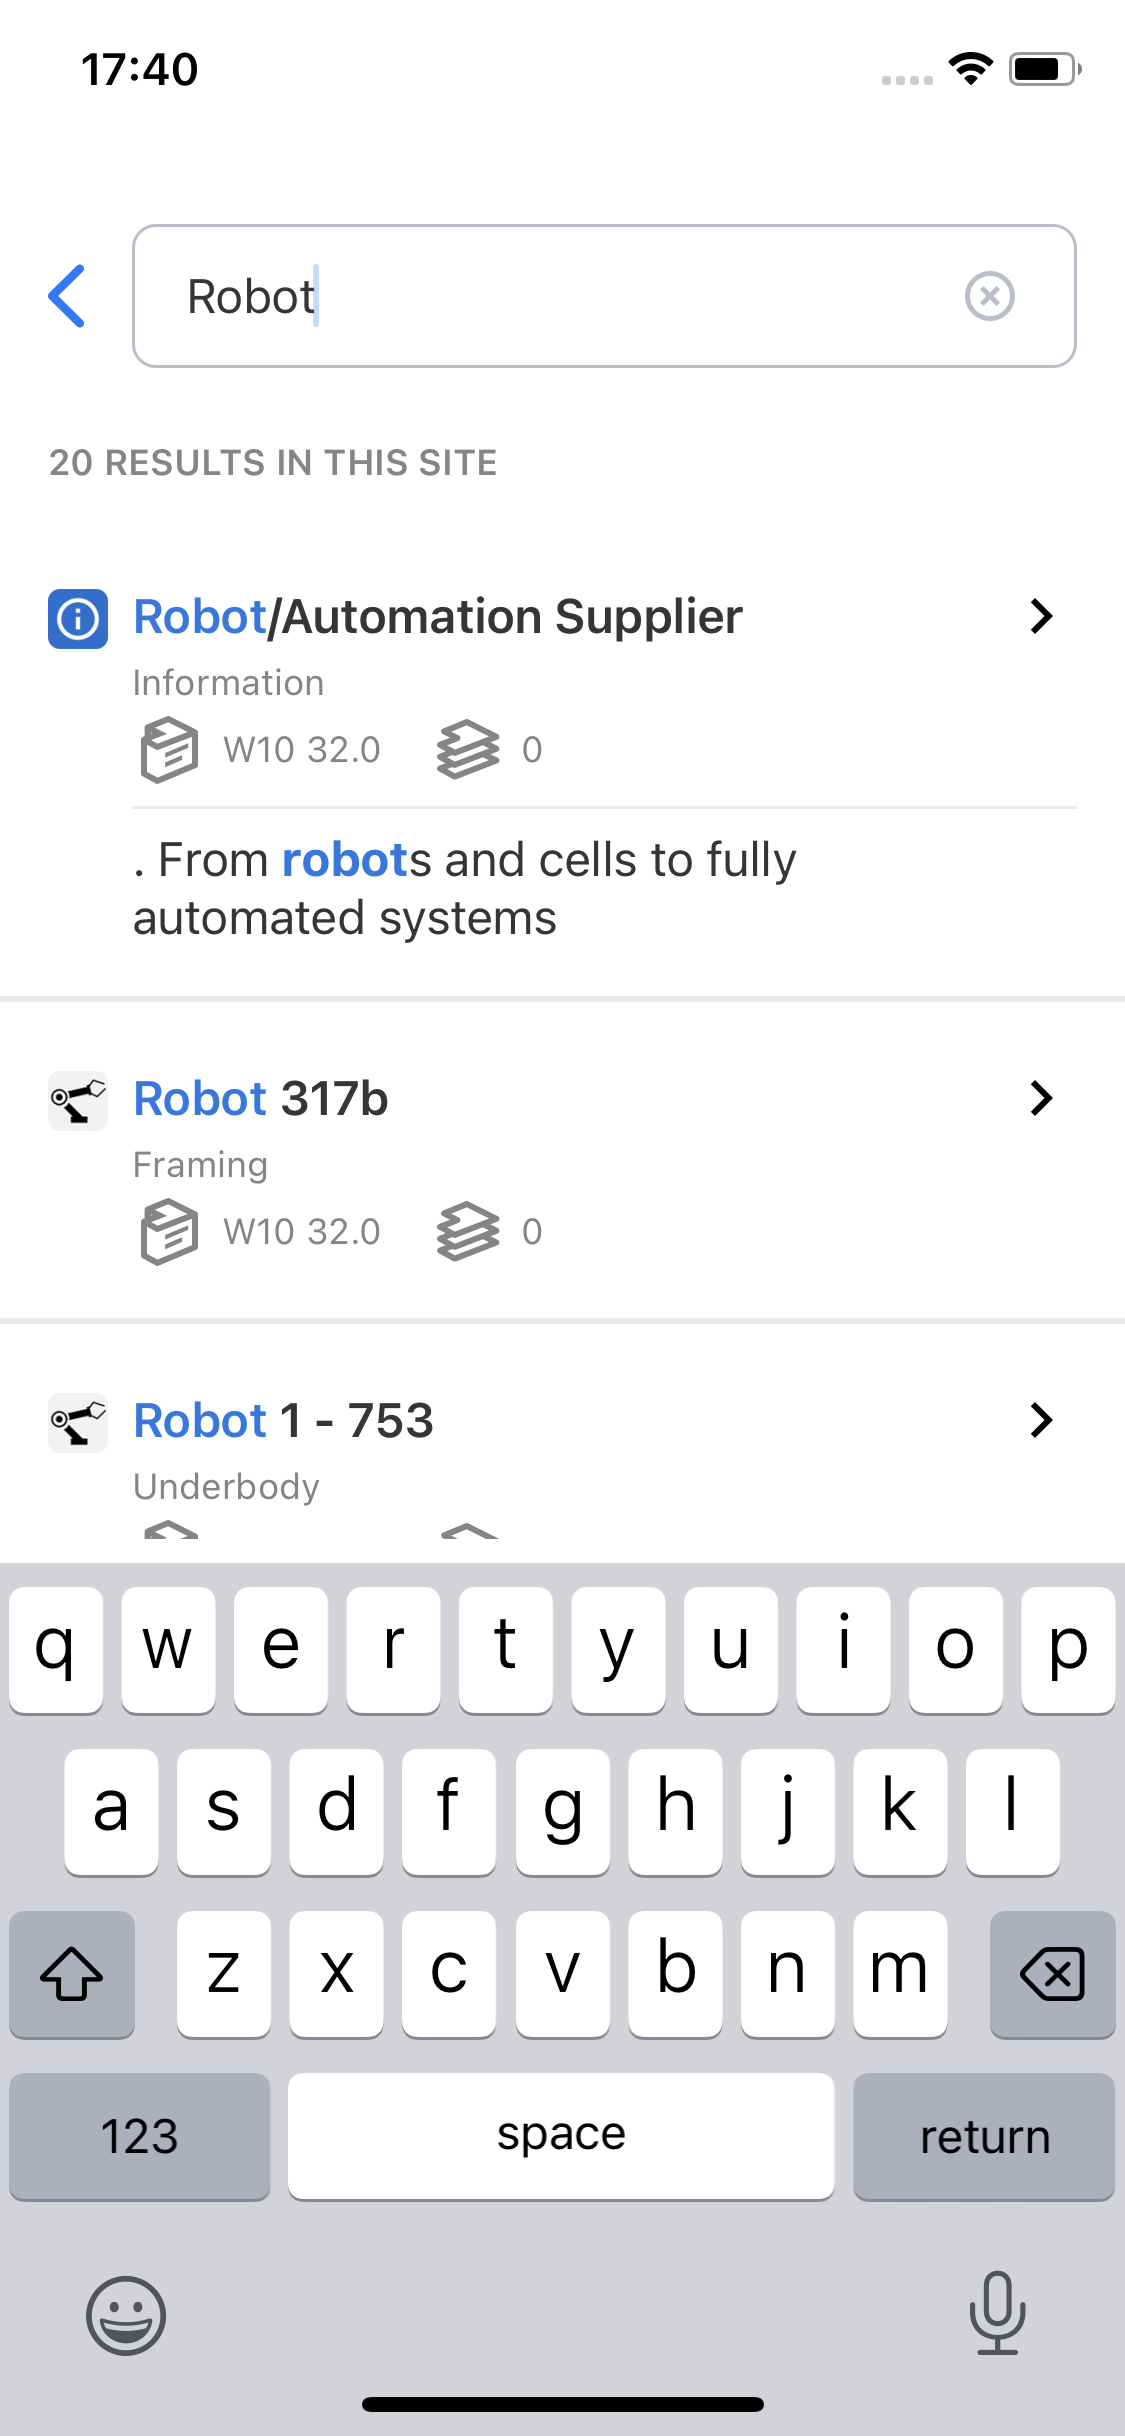 17:40
Robot
20 RESULTS IN THIS SITE
Robot/Automation Supplier
Information
W10 32.0 0
. From robots and cells to fully
automated systems
Robot 317b
Framing
W10 32.0 0
Robot 1 - 753
Underbody
q w e r t y u i o p
a s d f g h j k l
z x c v b n m
123 space return